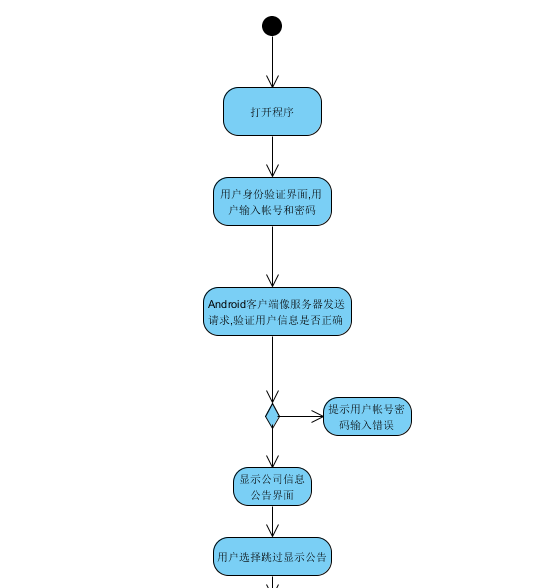 打开程序
用户身份验证界面,用
户输入帐号和密码
Android客户端像服务器发送
请求,验证用户信息是否正确
提示用户帐号密
码输入错误
显示公司信息
公告界面
用户选择跳过显示公告